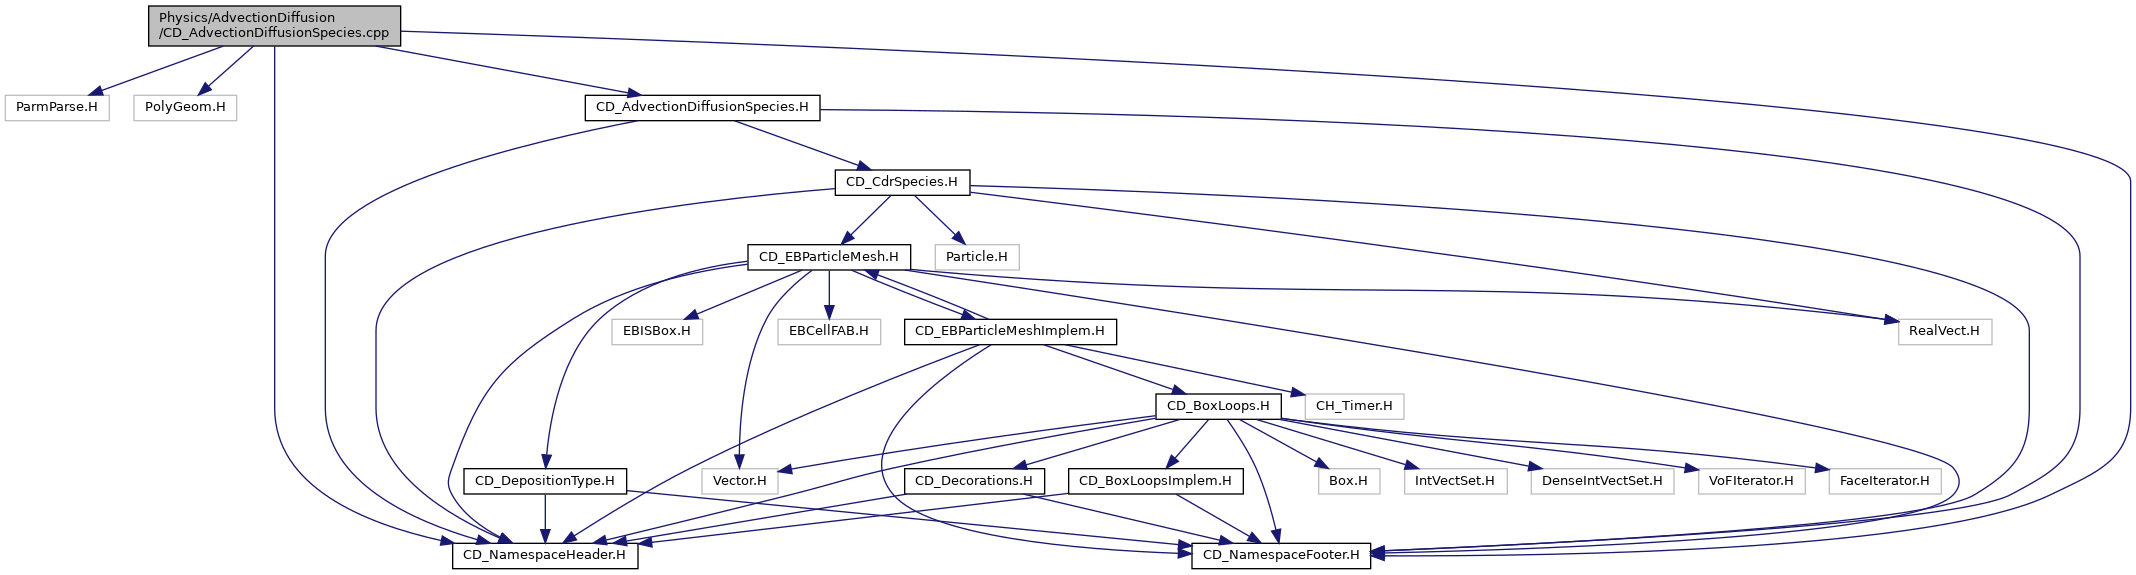 Physics/AdvectionDiffusion
/CD_AdvectionDiffusionSpecies.cpp
ParmParse.H
PolyGeom.H
CD_AdvectionDiffusionSpecies.H
CD_CdrSpecies.H
CD_EBParticleMesh.H
Particle.H
EBISBox.H
EBCellFAB.H
CD_EBParticleMeshImplem.H
RealVect.H
CD_BoxLoops.H
CH_Timer.H
CD_DepositionType.H
Vector.H
CD_Decorations.H
CD_BoxLoopsImplem.H
Box.H
IntVectSet.H
DenseIntVectSet.H
VoFIterator.H
FaceIterator.H
CD_NamespaceHeader.H
CD_NamespaceFooter.H